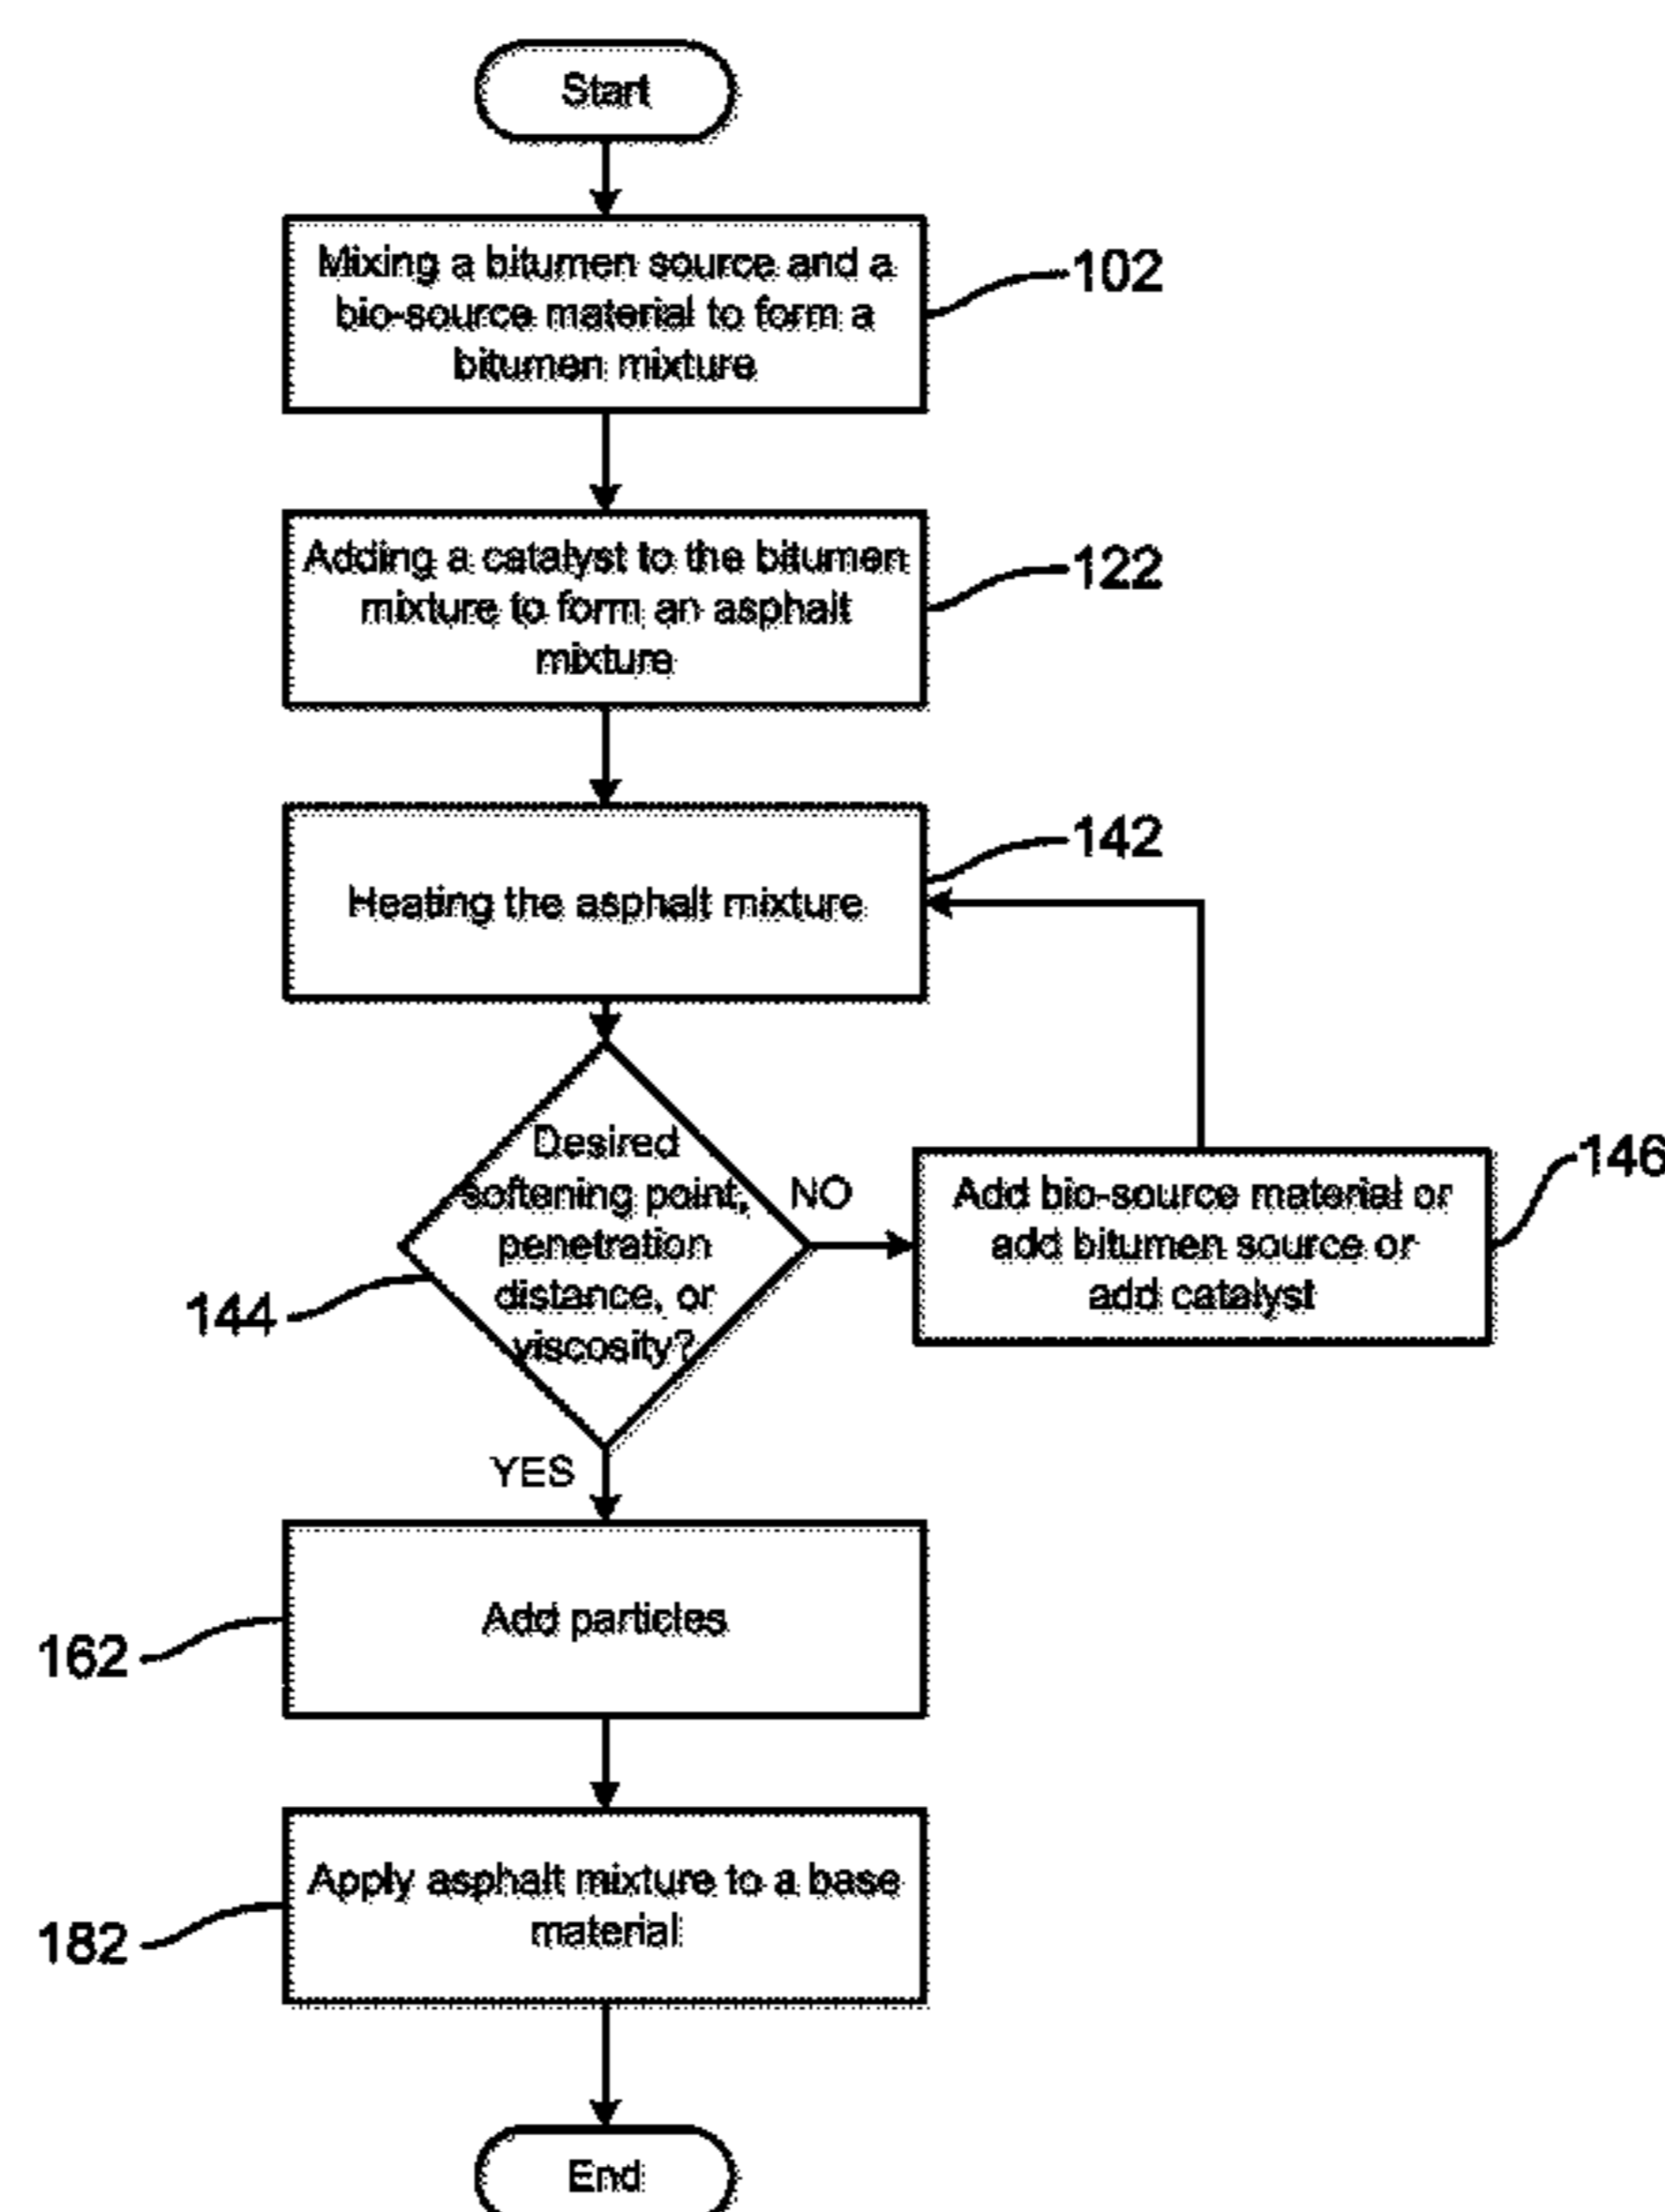 Start
Mixing a bitumen source and a
bio-source material to form a
bitumen mixture
102
Adding a catalyst to the bitumen
mixture to form an asphalt
mixture
122
Heating the asphalt mixture
142
Desired
softening point,
penetration
distance, or
viscosity?
144
NO
Add bio-source material or
add bitumen source or
add catalyst
146
YES
Add particles
162
Apply asphalt mixture to a base
material
182
End